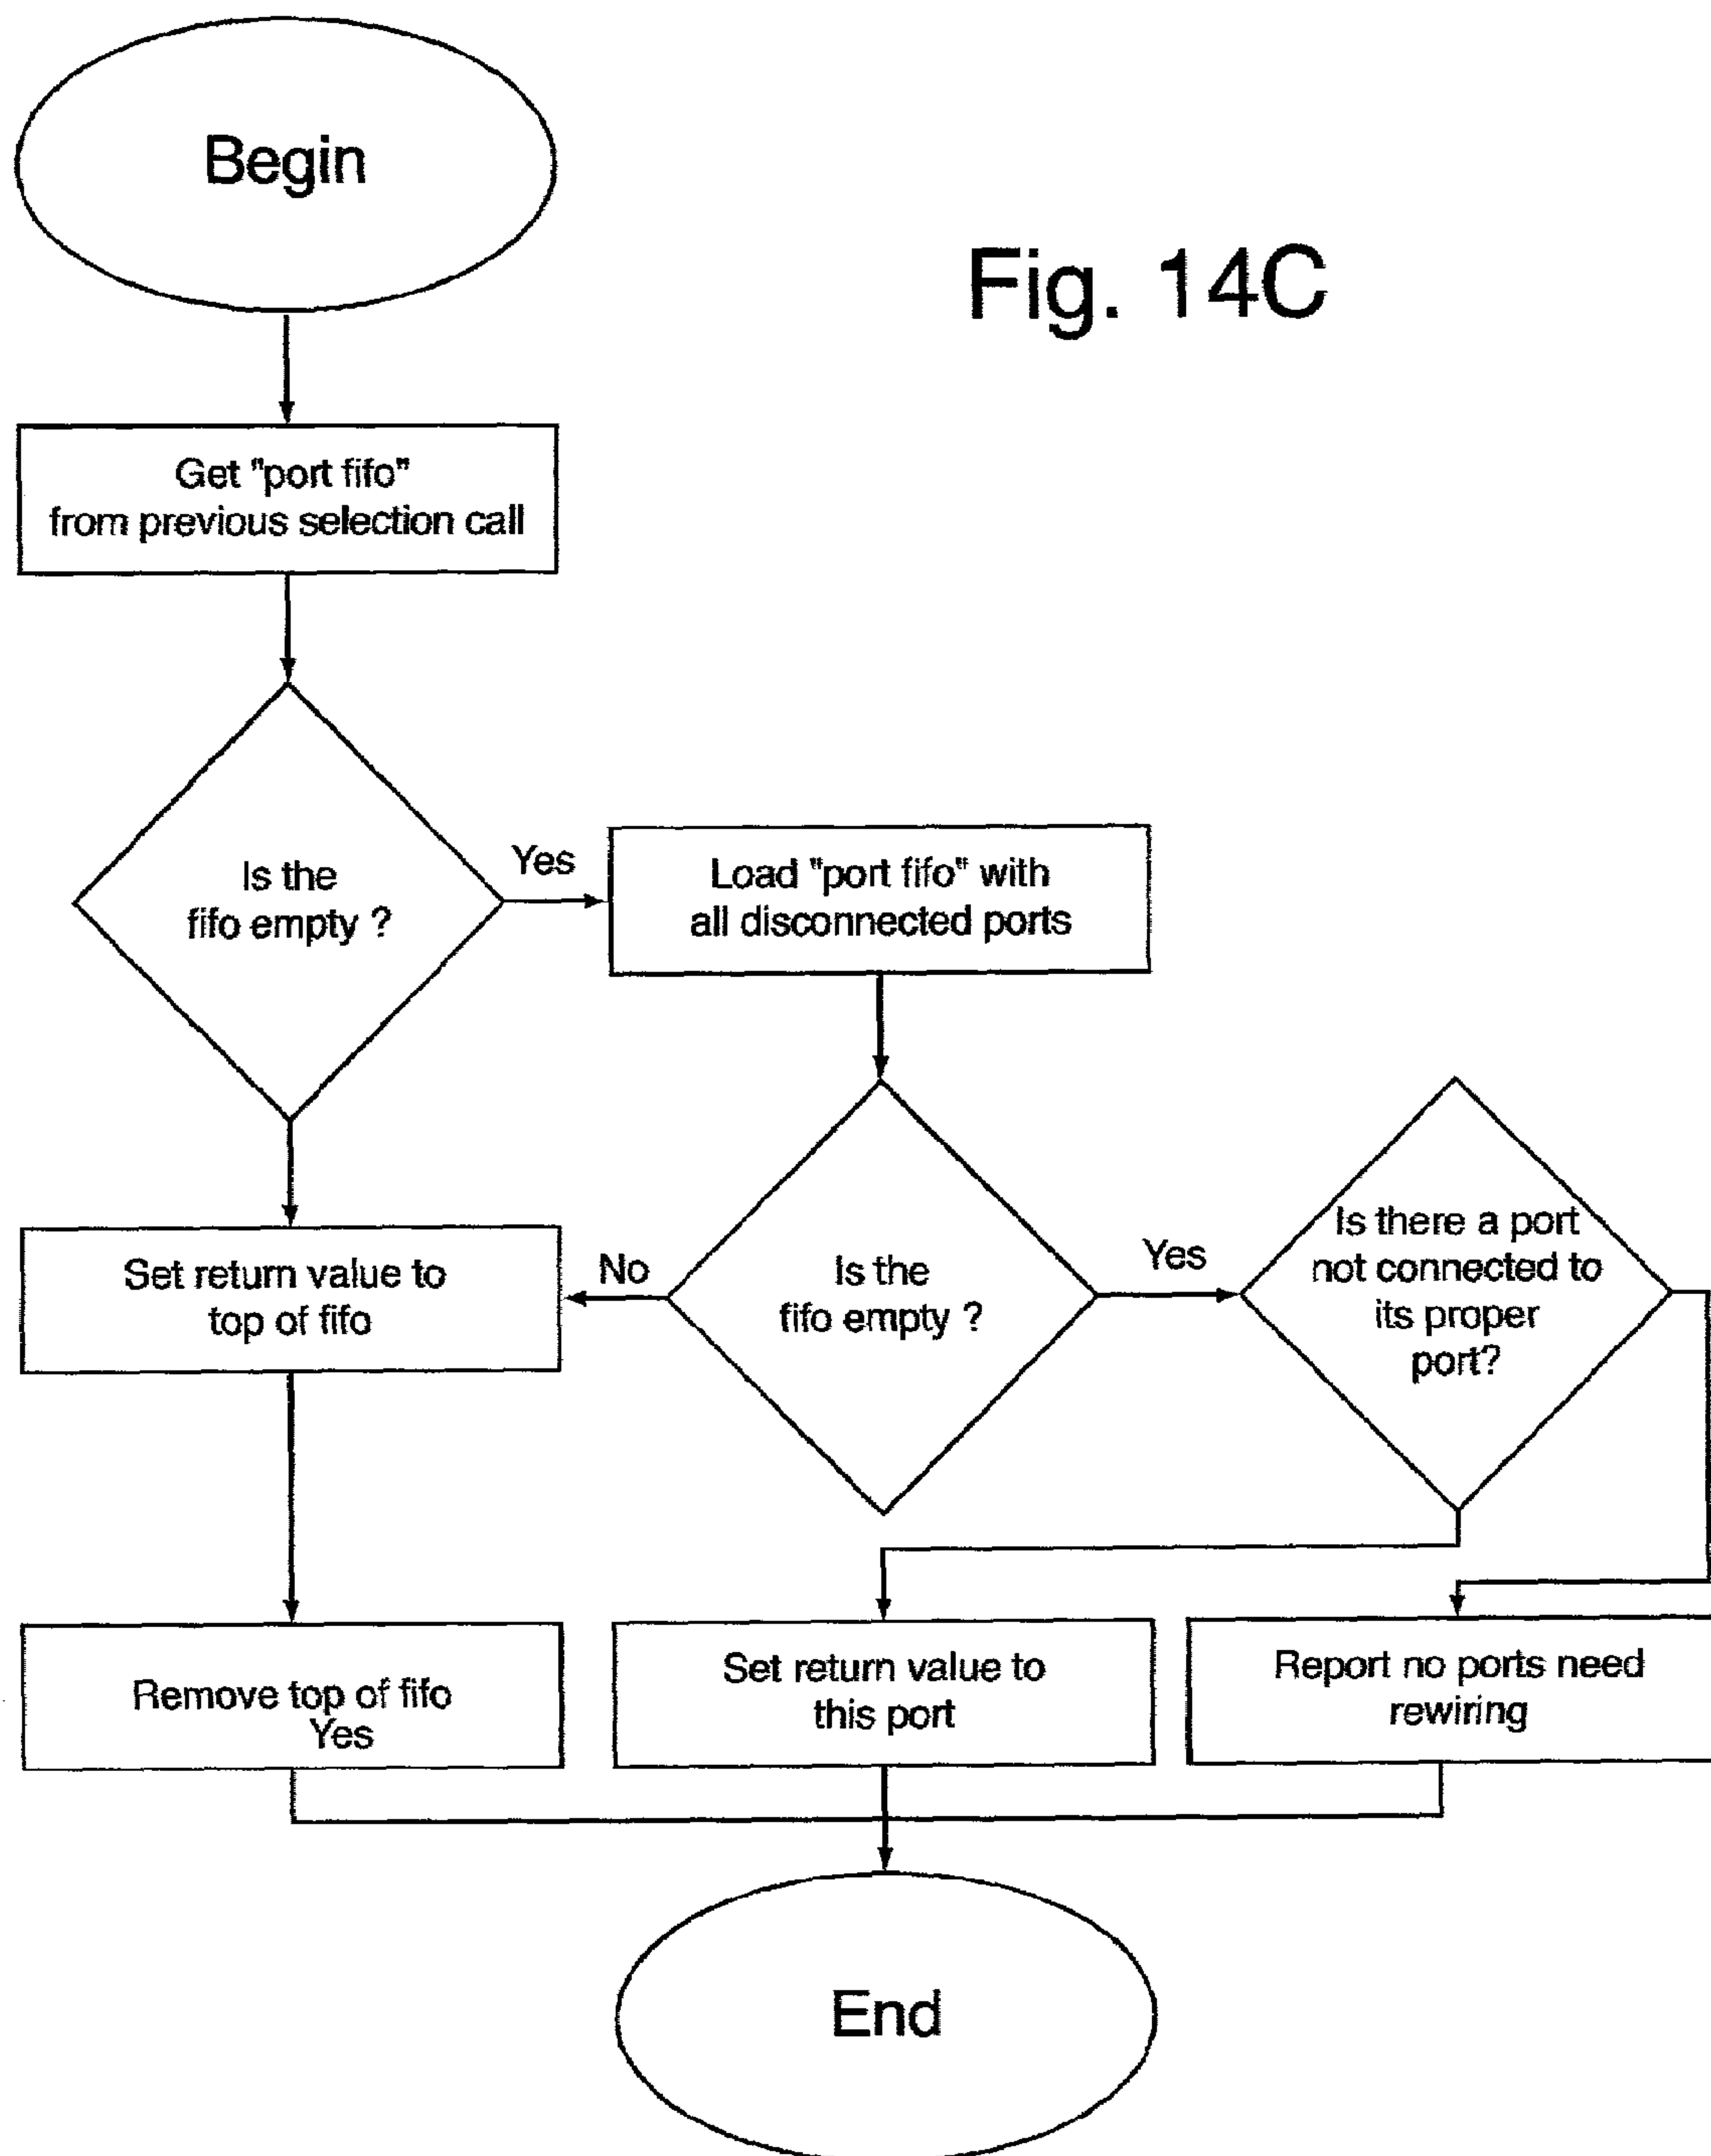 Begin
Fig. 14C
Get "port fifo"
from previous selection call
Is the
fifo empty ?
Yes
Load "port fifo" with
all disconnected ports
Set return value to
top of fifo
No
Is the
fifo empty ?
Yes
Is there a port
not connected to
its proper
port?
Remove top of fifo
Yes
Set return value to
this port
Report no ports need
rewiring
End